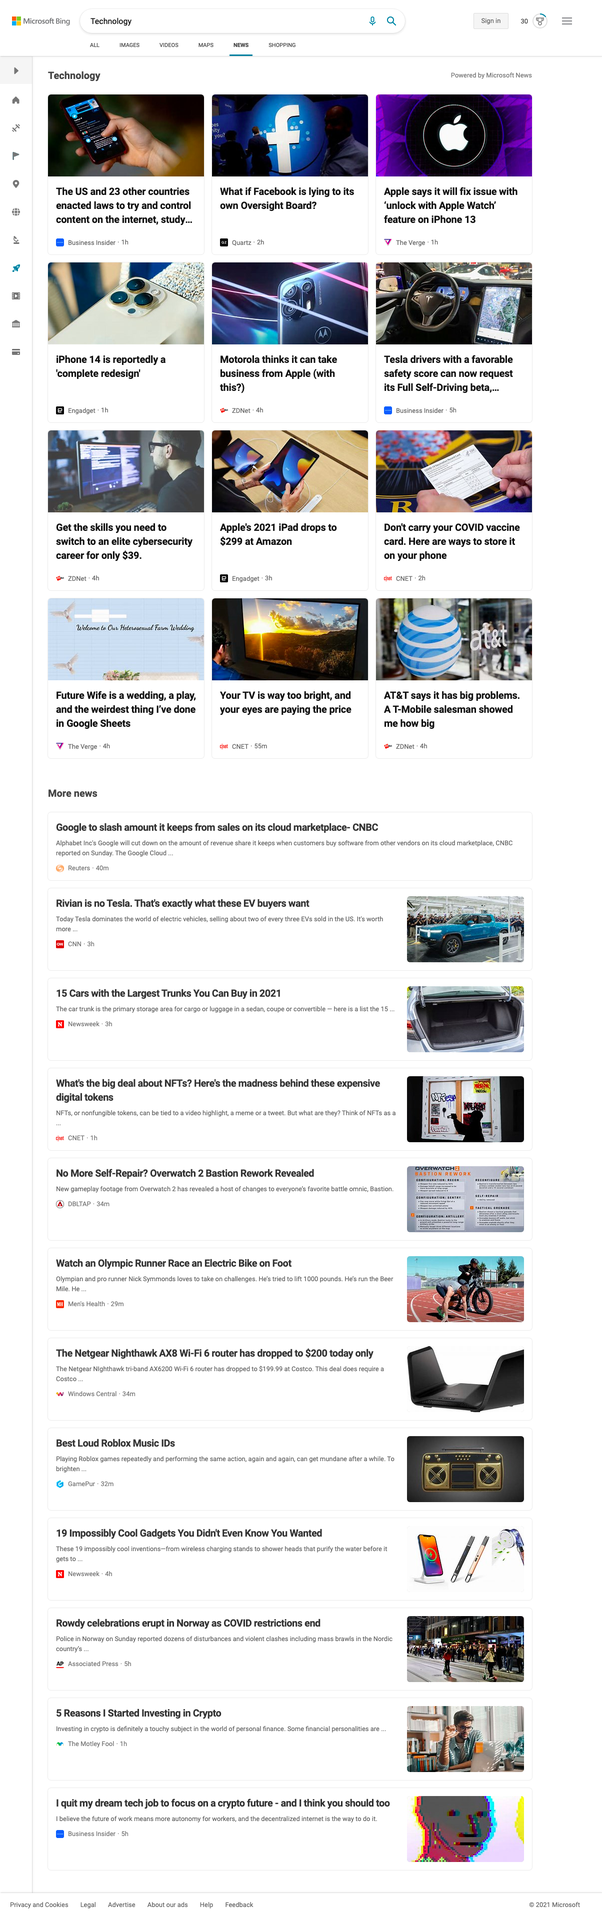 Microsoft Bing
Technology
Sign in
30
ALL
IMAGES
VIDEOS
MAPS
NEWS
SHOPPING
Technology
Powered by Microsoft News
The US and 23 other countries
enacted laws to try and control
content on the internet, study...
Business Insider · 1h
What if Facebook is lying to its
own Oversight Board?
Quartz · 2h
Apple says it will fix issue with
'unlock with Apple Watch'
feature on iPhone 13
The Verge · 1h
iPhone 14 is reportedly a
'complete redesign'
Engadget · 1h
Motorola thinks it can take
business from Apple (with
this?)
ZDNet · 4h
Tesla drivers with a favorable
safety score can now request
its Full Self-Driving beta,...
Business Insider · 5h
Get the skills you need to
switch to an elite cybersecurity
career for only $39.
ZDNet · 4h
Apple's 2021 iPad drops to
$299 at Amazon
Engadget · 3h
Don't carry your COVID vaccine
card. Here are ways to store it
on your phone
CNET · 2h
Welcome to Our Heterosexual Farm Wedding
Future Wife is a wedding, a play,
and the weirdest thing I've done
in Google Sheets
The Verge · 4h
Your TV is way too bright, and
your eyes are paying the price
CNET · 55m
at&t
AT&T says it has big problems.
A T-Mobile salesman showed
me how big
ZDNet · 4h
More news
Google to slash amount it keeps from sales on its cloud marketplace- CNBC
Alphabet Inc's Google will cut down on the amount of revenue share it keeps when customers buy software from other vendors on its cloud marketplace, CNBC
reported on Sunday. The Google Cloud ...
Reuters · 40m
Rivian is no Tesla. That's exactly what these EV buyers want
Today Tesla dominates the world of electric vehicles, selling about two of every three EVs sold in the US. It's worth
more ...
CNN · 3h
15 Cars with the Largest Trunks You Can Buy in 2021
The car trunk is the primary storage area for cargo or luggage in a sedan, coupe or convertible — here is a list the 15 ...
Newsweek · 3h
What's the big deal about NFTs? Here's the madness behind these expensive
digital tokens
NFTs, or nonfungible tokens, can be tied to a video highlight, a meme or a tweet. But what are they? Think of NFTs as a
...
CNET · 1h
No More Self-Repair? Overwatch 2 Bastion Rework Revealed
New gameplay footage from Overwatch 2 has revealed a host of changes to everyone's favorite battle omnic, Bastion.
DBLTAP · 34m
OVERWATCH 2
BASTION REWORK
Watch an Olympic Runner Race an Electric Bike on Foot
Olympian and pro runner Nick Symmonds loves to take on challenges. He's tried to lift 1000 pounds. He's run the Beer
Mile. He ...
Men's Health · 29m
The Netgear Nighthawk AX8 Wi-Fi 6 router has dropped to $200 today only
The Netgear Nighthawk tri-band AX6200 Wi-Fi 6 router has dropped to $199.99 at Costco. This deal does require a
Costco ...
Windows Central · 34m
Best Loud Roblox Music IDs
Playing Roblox games repeatedly and performing the same action, again and again, can get mundane after a while. To
brighten ...
GamePur · 32m
19 Impossibly Cool Gadgets You Didn't Even Know You Wanted
These 19 impossibly cool inventions—from wireless charging stands to shower heads that purify the water before it
gets to ...
Newsweek · 4h
Rowdy celebrations erupt in Norway as COVID restrictions end
Police in Norway on Sunday reported dozens of disturbances and violent clashes including mass brawls in the Nordic
country's ...
Associated Press · 5h
5 Reasons I Started Investing in Crypto
Investing in crypto is definitely a touchy subject in the world of personal finance. Some financial personalities are ...
The Motley Fool · 1h
I quit my dream tech job to focus on a crypto future - and I think you should too
I believe the future of work means more autonomy for workers, and the decentralized internet is the way to do it.
Business Insider · 5h
Privacy and Cookies
Legal
Advertise
About our ads
Help
Feedback
© 2021 Microsoft